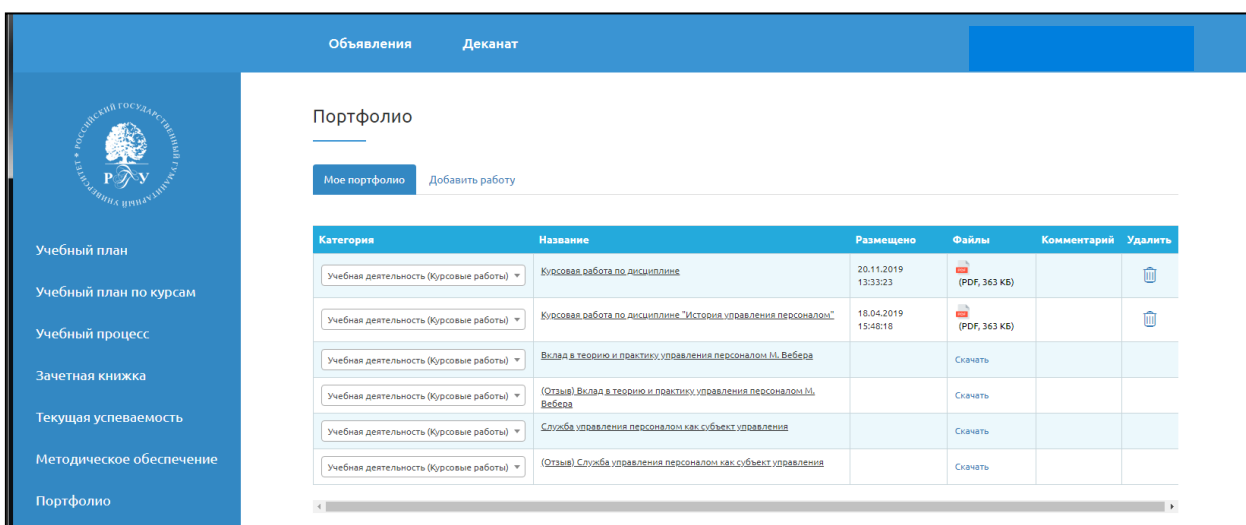 Объявления Деканат
РОССИЙСКИЙ ГОСУДАРСТВЕННЫЙ ГУМАНИТАРНЫЙ УНИВЕРСИТЕТ *
РГГУ
Учебный план
Учебный план по курсам
Учебный процесс
Зачетная книжка
Текущая успеваемость
Методическое обеспечение
Портфолио
Портфолио
Мое портфолио Добавить работу
Категория Название Размещено Файлы Комментарий Удалить
Учебная деятельность (Курсовые работы) Курсовая работа по дисциплине 20.11.2019
13:33:23 (PDF, 363 КБ)
Учебная деятельность (Курсовые работы) Курсовая работа по дисциплине "История управления персоналом" 18.04.2019
15:48:18 (PDF, 363 КБ)
Учебная деятельность (Курсовые работы) Вклад в теорию и практику управления персоналом М. Вебера Скачать
Учебная деятельность (Курсовые работы) (Отзыв) Вклад в теорию и практику управления персоналом М.
Вебера Скачать
Учебная деятельность (Курсовые работы) Служба управления персоналом как субъект управления Скачать
Учебная деятельность (Курсовые работы) (Отзыв) Служба управления персоналом как субъект управления Скачать